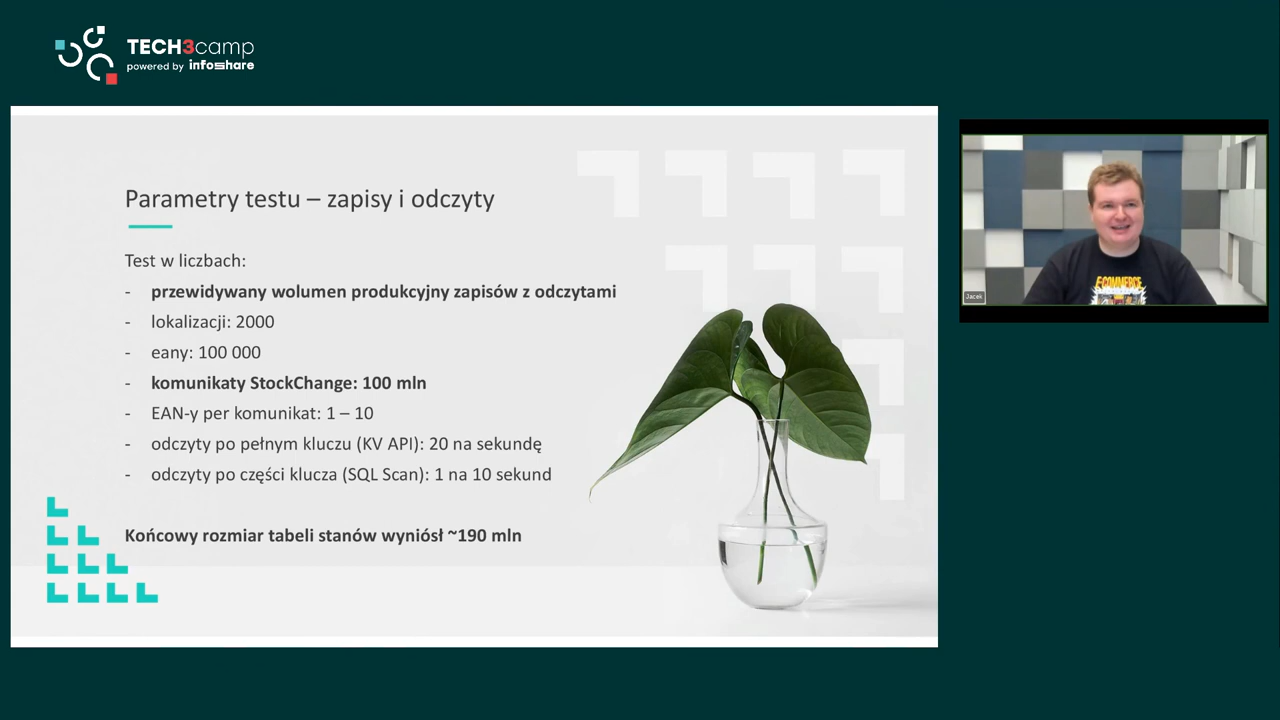 TECH3camp
powered by infoshare
Parametry testu – zapisy i odczyty
Test w liczbach:
- przewidywany wolumen produkcyjny zapisów z odczytami
- lokalizacji: 2000
- eany: 100 000
- komunikaty StockChange: 100 mln
- EAN-y per komunikat: 1 – 10
- odczyty po pełnym kluczu (KV API): 20 na sekundę
- odczyty po części klucza (SQL Scan): 1 na 10 sekund
Końcowy rozmiar tabeli stanów wyniósł ~190 mln
ECOMMERCE
Jacek